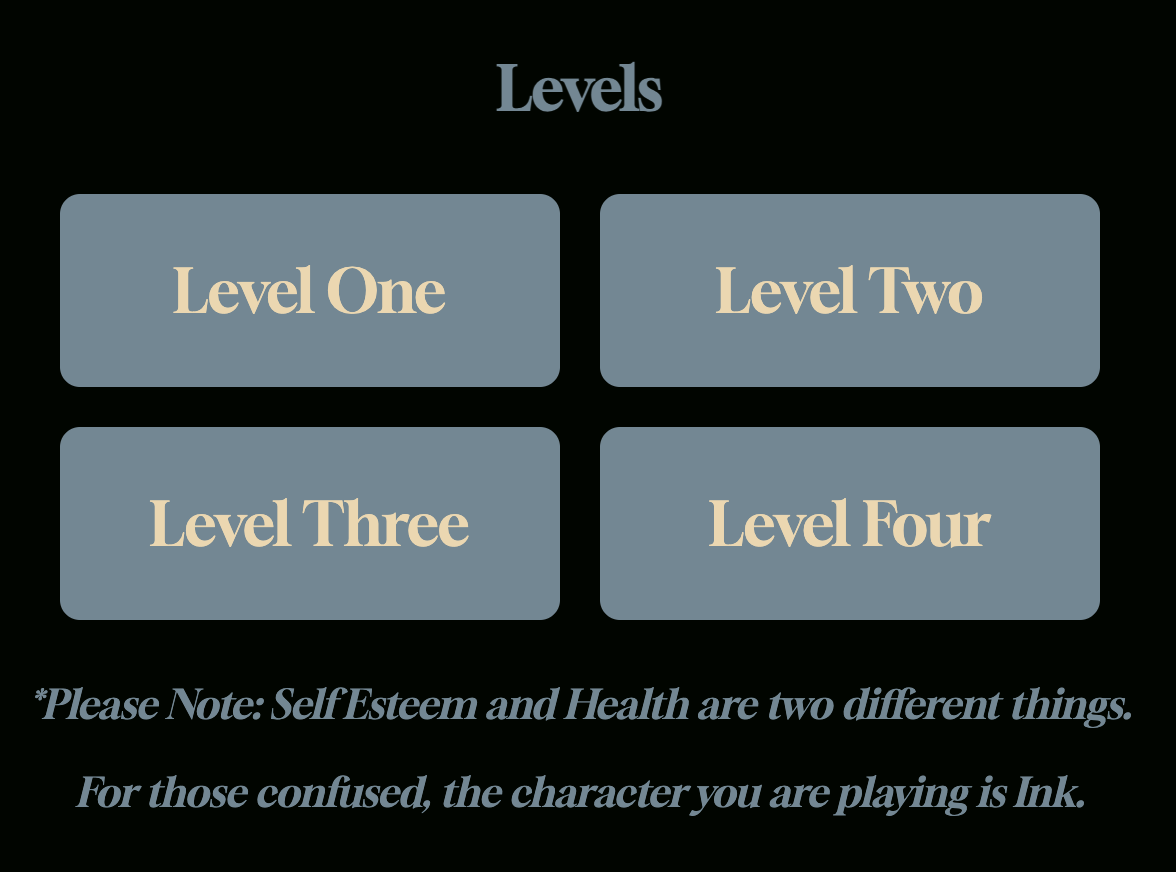 Levels
Level One
Level Two
Level Three
Level Four
*Please Note: Self Esteem and Health are two different things.
For those confused, the character you are playing is Ink.